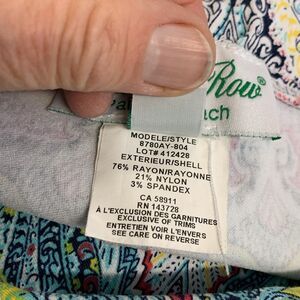 Row®
ach
MODELE/STYLE
8780AY-804
LOT# 412428
EXTERIEUR/SHELL
76% RAYON/RAYONNE
21% NYLON
3% SPANDEX
CA 58911
RN 143728
À L'EXCLUSION DES GARNITURES
EXCLUSIVE OF TRIMS
ENTRETIEN VOIR L'ENVERS
SEE CARE ON REVERSE